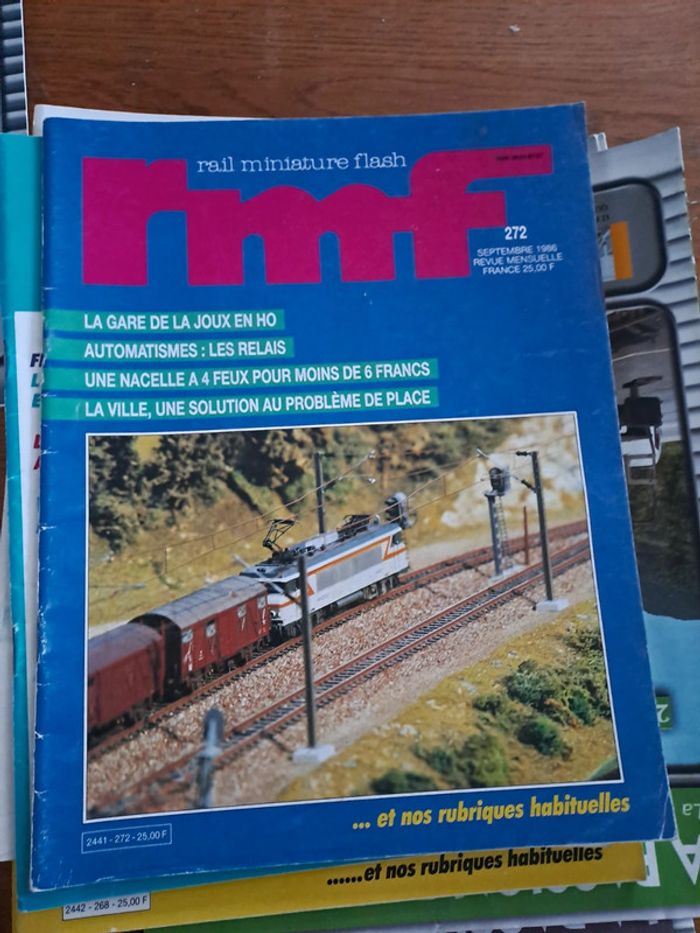 rail miniature flash
rmf
272
SEPTEMBRE 1986
REVUE MENSUELLE
FRANCE 25,00 F
LA GARE DE LA JOUX EN HO
AUTOMATISMES : LES RELAIS
UNE NACELLE A 4 FEUX POUR MOINS DE 6 FRANCS
LA VILLE, UNE SOLUTION AU PROBLÈME DE PLACE
... et nos rubriques habituelles
2441 - 272 - 25,00 F
......et nos rubriques habituelles
2442 - 268 - 25,00 F